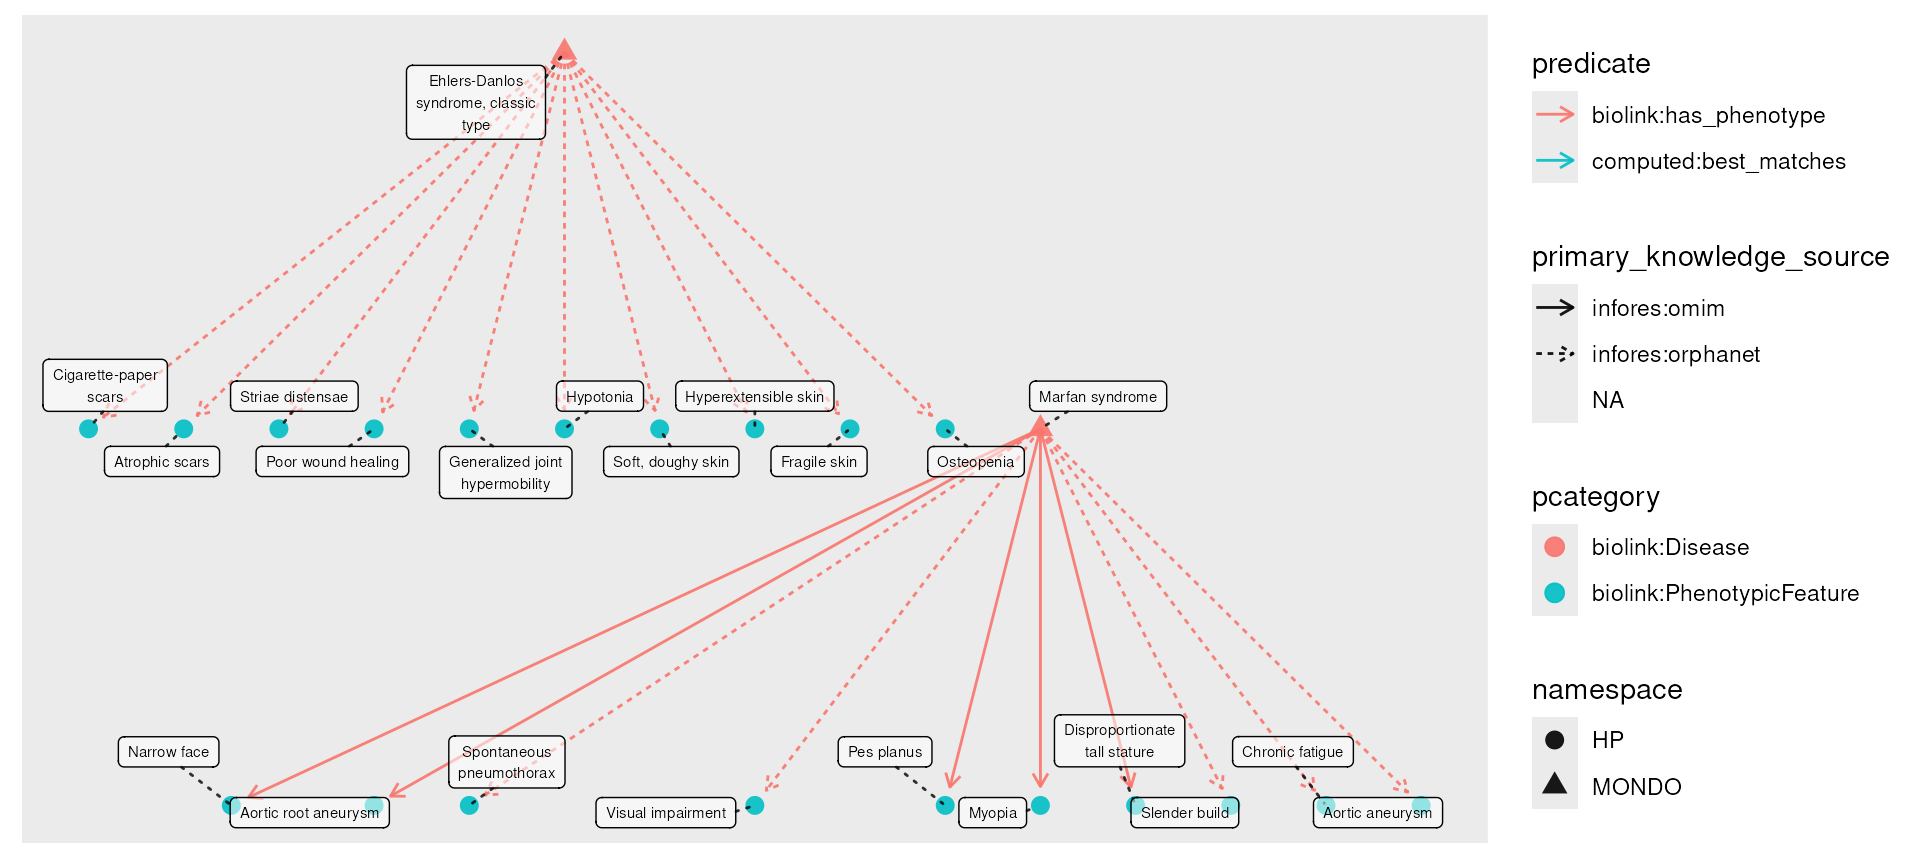 Ehlers-Danlos
syndrome, classic
type
Cigarette-paper
scars
Striae distensae
Hypotonia
Hyperextensible skin
Marfan syndrome
Atrophic scars
Poor wound healing
Generalized joint
hypermobility
Soft, doughy skin
Fragile skin
Osteopenia
Narrow face
Spontaneous
pneumothorax
Pes planus
Disproportionate
tall stature
Chronic fatigue
Aortic root aneurysm
Visual impairment
Myopia
Slender build
Aortic aneurysm
predicate
biolink:has_phenotype
computed:best_matches
primary_knowledge_source
infores:omim
infores:orphanet
NA
pcategory
biolink:Disease
biolink:PhenotypicFeature
namespace
HP
MONDO